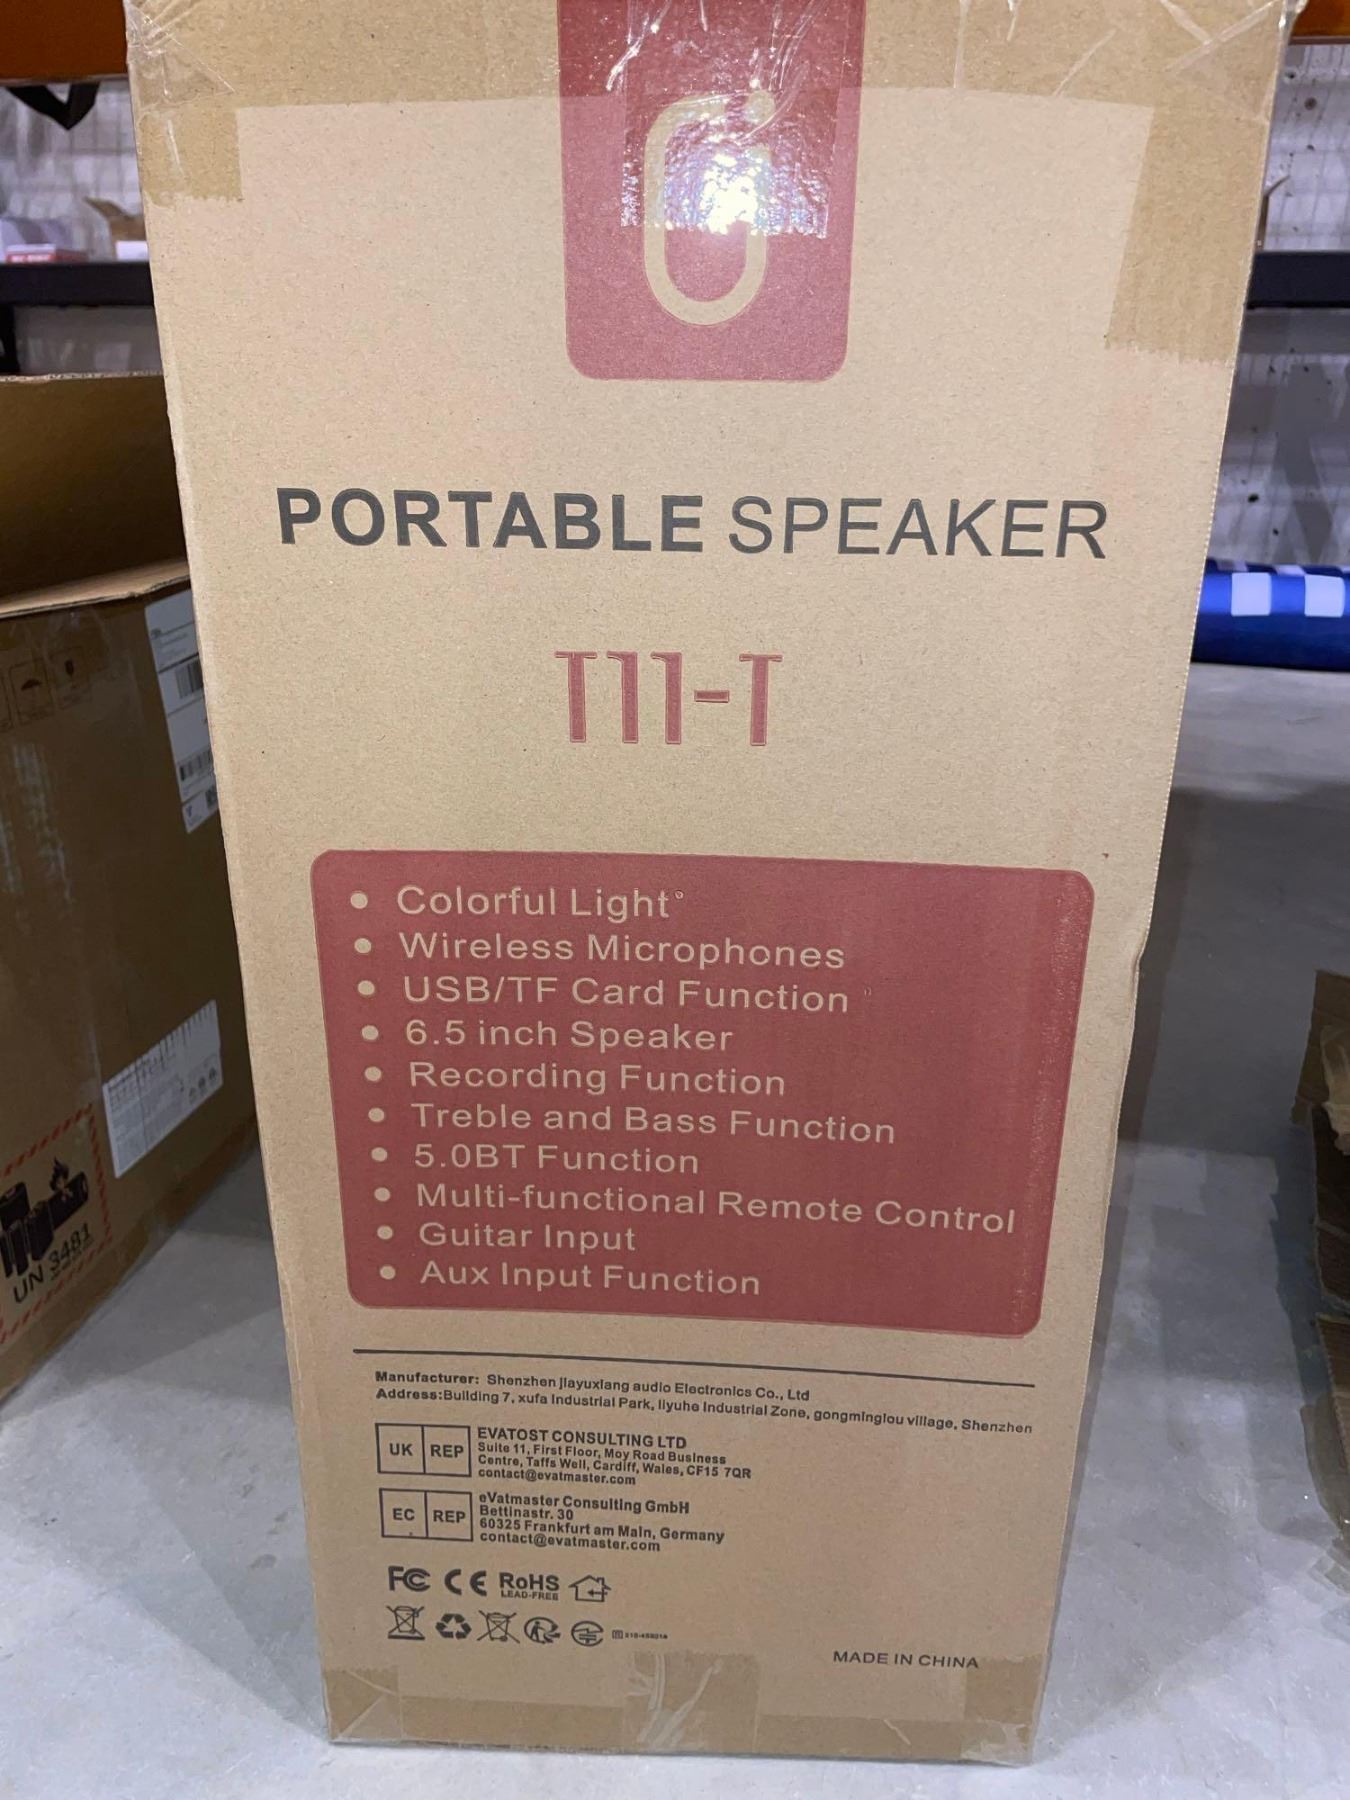 PORTABLE SPEAKER
T11-T
• Colorful Light
• Wireless Microphones
• USB/TF Card Function
• 6.5 inch Speaker
• Recording Function
• Treble and Bass Function
• 5.0BT Function
• Multi-functional Remote Control
• Guitar Input
• Aux Input Function
Manufacturer: Shenzhen jiayuxiang audio Electronics Co., Ltd
Address:Building 7, xufa Industrial Park, liyuhe Industrial Zone, gongminglou village, Shenzhen
UK REP
EVATOST CONSULTING LTD
Suite 11, First Floor, Moy Road Business
Centre, Taffs Well, Cardiff, Wales, CF15 7QR
contact@evatmaster.com
EC REP
eVatmaster Consulting GmbH
Bettinastr. 30
60325 Frankfurt am Main, Germany
contact@evatmaster.com
FC CE RoHS
LEAD-FREE
MADE IN CHINA
UN 3481